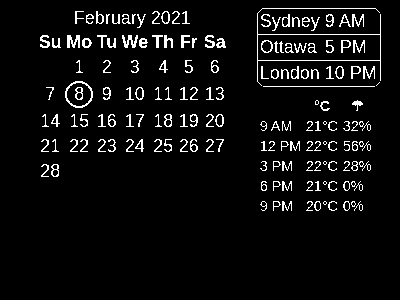 February 2021
Su Mo Tu We Th Fr Sa
1 2 3 4 5 6
7 8 9 10 11 12 13
14 15 16 17 18 19 20
21 22 23 24 25 26 27
28
Sydney 9 AM
Ottawa 5 PM
London 10 PM
°C ☂
9 AM 21°C 32%
12 PM 22°C 56%
3 PM 22°C 28%
6 PM 21°C 0%
9 PM 20°C 0%